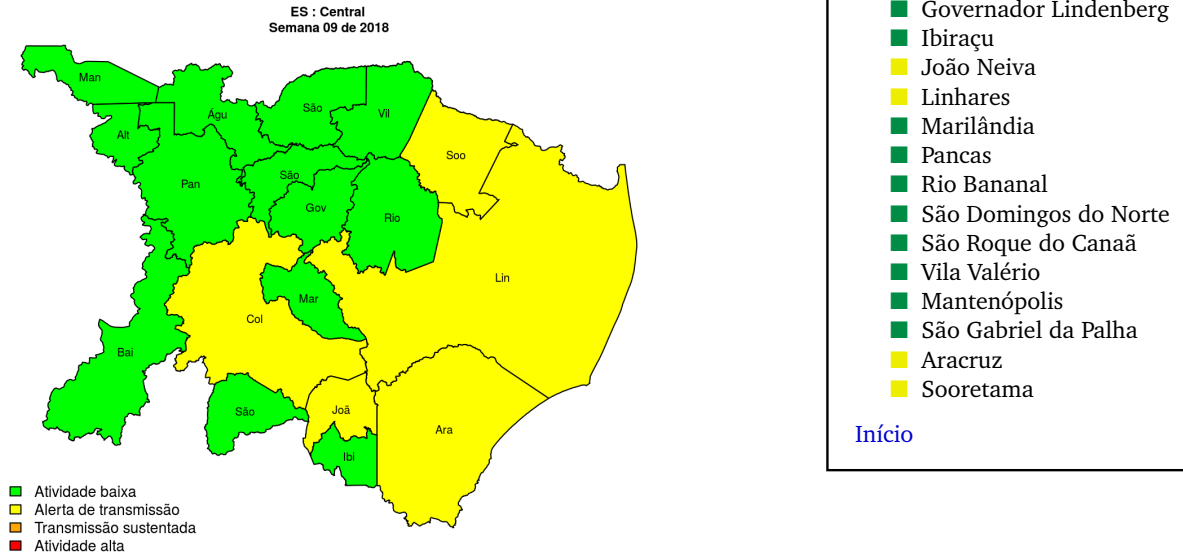 ES : Central
Semana 09 de 2018
Man
Águ
São
Vil
Alt
Soo
Pan
São
Gov
Rio
Lin
Mar
Col
Bai
São
Joã
Ara
Ibi
Atividade baixa
Alerta de transmissão
Transmissão sustentada
Atividade alta
Governador Lindenberg
Ibiraçu
João Neiva
Linhares
Marilândia
Pancas
Rio Bananal
São Domingos do Norte
São Roque do Canaã
Vila Valério
Mantenópolis
São Gabriel da Palha
Aracruz
Sooretama
Início